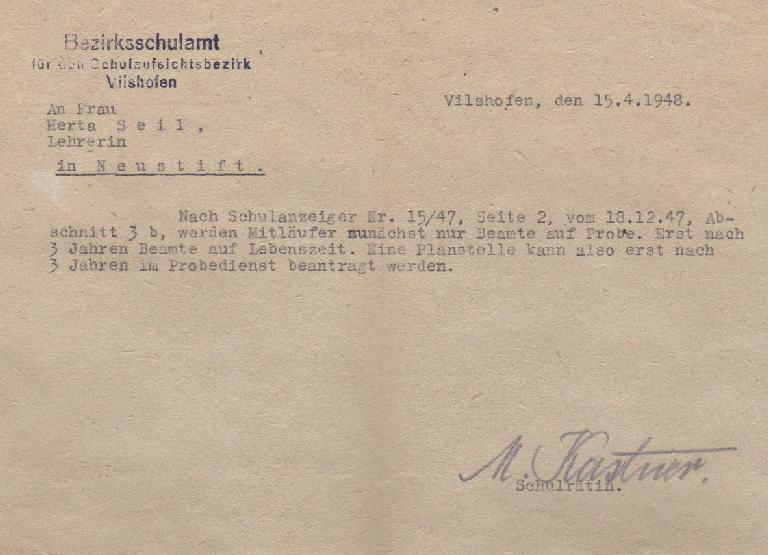 Bezirksschulamt
für den Schulaufsichtsbezirk
Vilshofen
Vilshofen, den 15.4.1948.
An Frau
Herta S e i l ,
Lehrerin
in N e u s t i f t .
Nach Schulanzeiger Nr. 15/47, Seite 2, vom 18.12.47, Ab-
schnitt 3 b, werden Mitläufer zunächst nur Beamte auf Probe. Erst nach
3 Jahren Beamte auf Lebenszeit. Eine Planstelle kann also erst nach
3 Jahren im Probedienst beantragt werden.
M. Kastner.
Schulrätin.